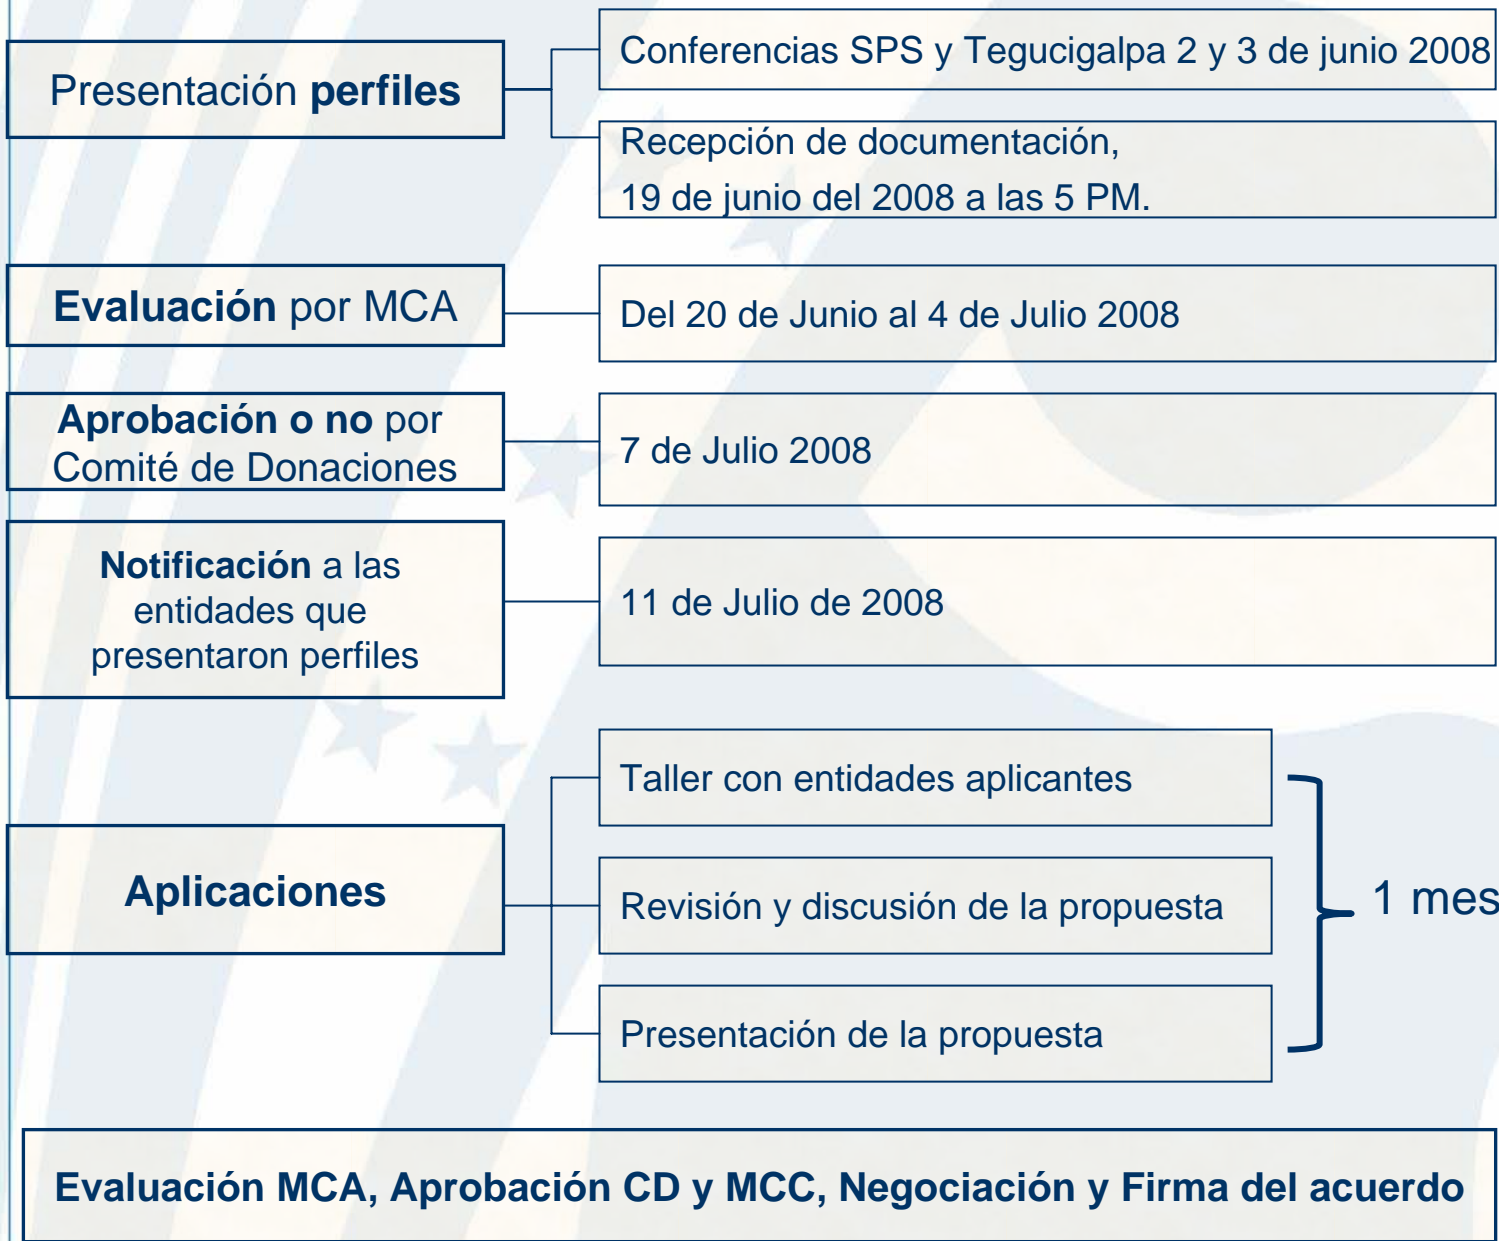 Presentación perfiles
Conferencias SPS y Tegucigalpa 2 y 3 de junio 2008
Recepción de documentación,
19 de junio del 2008 a las 5 PM.
Evaluación por MCA
Del 20 de Junio al 4 de Julio 2008
Aprobación o no por
Comité de Donaciones
7 de Julio 2008
Notificación a las
entidades que
presentaron perfiles
11 de Julio de 2008
Aplicaciones
Taller con entidades aplicantes
Revisión y discusión de la propuesta
Presentación de la propuesta
1 mes
Evaluación MCA, Aprobación CD y MCC, Negociación y Firma del acuerdo